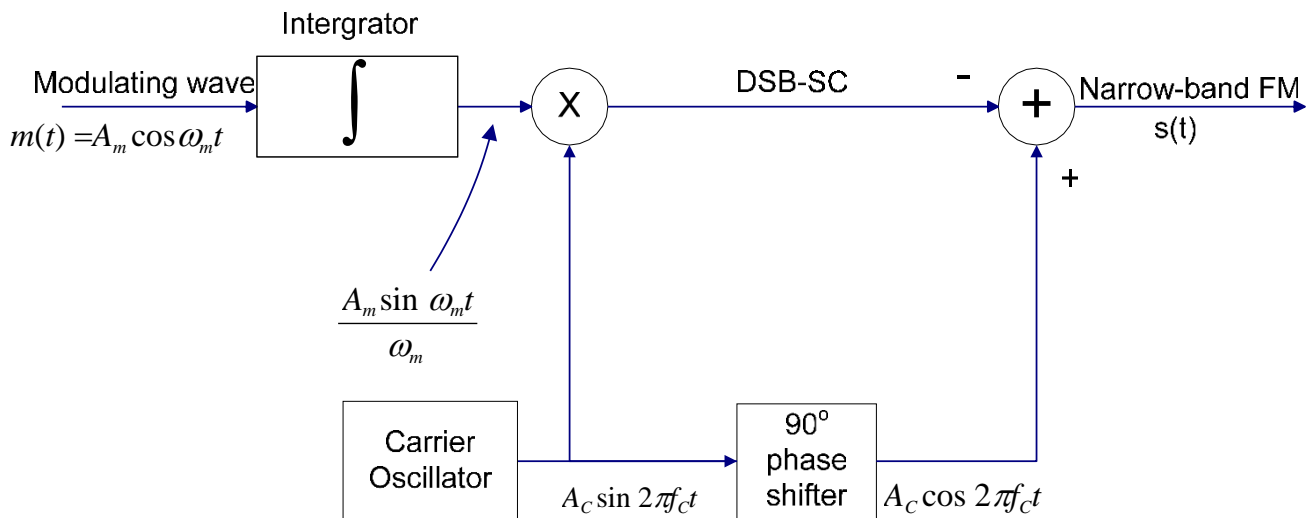 Intergrator
∫
Modulating wave
m(t) = A_m cos ω_m t
X
DSB-SC
-
+
Narrow-band FM
s(t)
+
A_m sin ω_m t
ω_m
Carrier
Oscillator
90°
phase
shifter
A_C sin 2πf_C t
A_C cos 2πf_C t